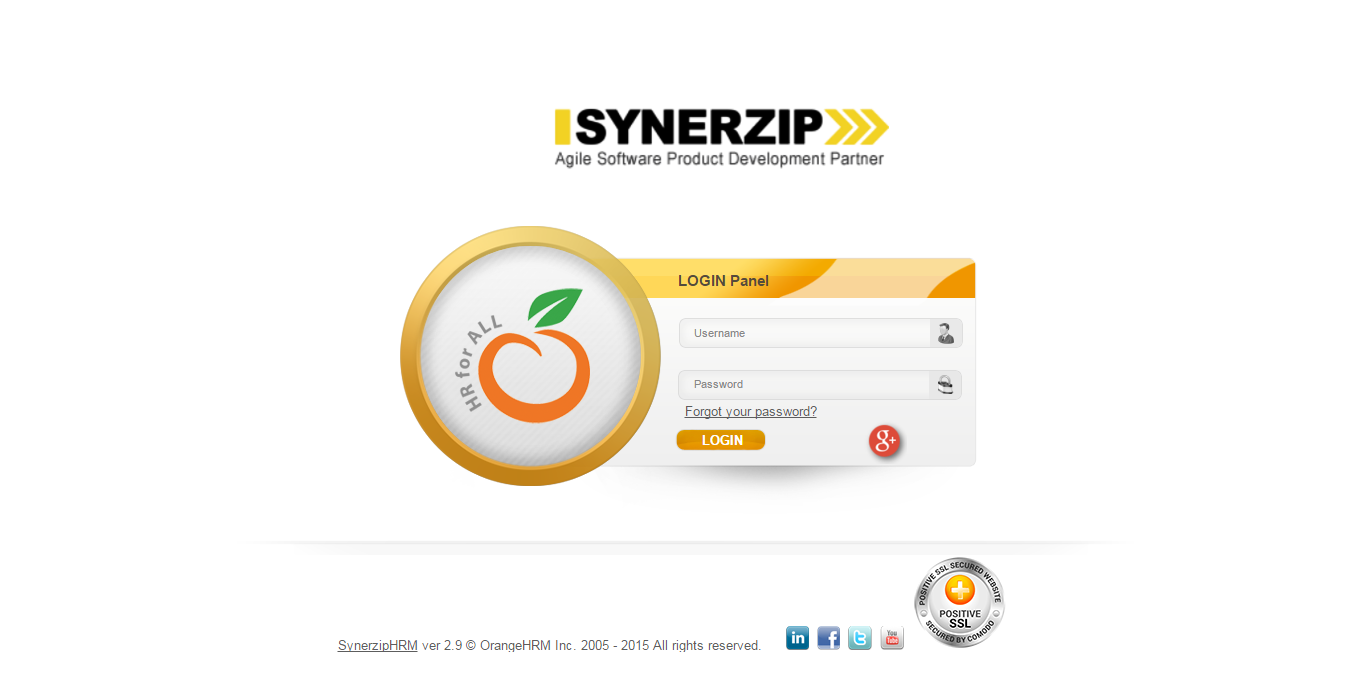 SYNERZIP
Agile Software Product Development Partner
HR for ALL
LOGIN Panel
Username
Password
Forgot your password?
LOGIN
g+
SynerzipHRM ver 2.9 © OrangeHRM Inc. 2005 - 2015 All rights reserved.
in
f
t
You
Tube
POSITIVE SSL SECURED WEBSITE
POSITIVE
SSL
SECURED BY COMODO